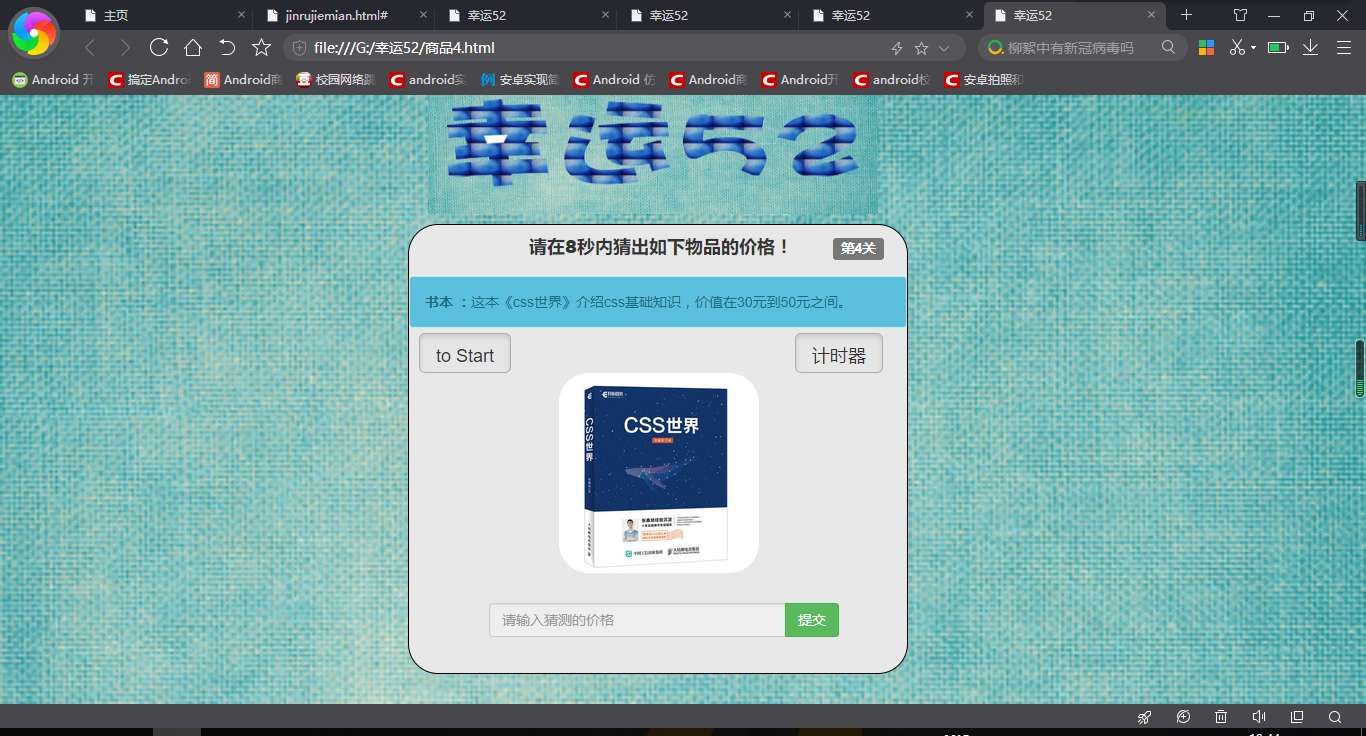 主页
jinrujiemian.html#
幸运52
幸运52
幸运52
幸运52
file:///G:/幸运52/商品4.html
柳絮中有新冠病毒吗
Android 开
搞定Andro
简 Android商
校园网络踢
android实
例 安卓实现简
Android 仿
Android商
Android开
android校
安卓拍照和
幸运52
请在8秒内猜出如下物品的价格！
第4关
书本 ：这本《css世界》介绍css基础知识，价值在30元到50元之间。
to Start
计时器
CSS世界
CSS世界
请输入猜测的价格
提交